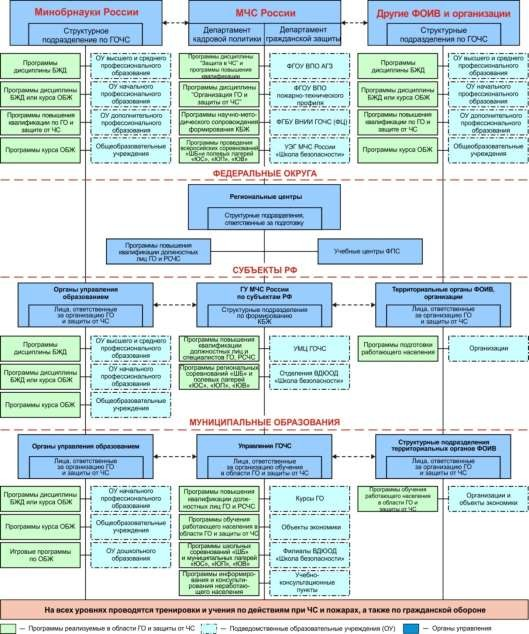 Минобрнауки России
Структурное
подразделение по ГОЧС
МЧС России
Департамент
кадровой политики
Департамент
гражданской защиты
Другие ФОИВ и организации
Структурные
подразделения по ГОЧС
Программы
дисциплины БЖД
ОУ высшего и среднего
профессионального
образования
Программы
дисциплины БЖД
или курса ОБЖ
ОУ начального
профессионального
образования
Программы повышения
квалификации по ГО и
защите от ЧС
ОУ дополнительного
профессионального
образования
Программы курса ОБЖ
Общеобразовательные
учреждения
Программы дисциплины
"Защита в ЧС" и
программы повышения
квалификации
ФГОУ ВПО АГЗ
Программы дисциплины
"Организация ГО и
защиты от ЧС"
ФГОУ ВПО
пожарно-технического
профиля
Программы научно-мето-
дического сопровождения
формирования КБЖ
ФГБУ ВНИИ ГОЧС (ФЦ)
Программы проведения
всероссийских соревнований
«ШБ»и полевых лагерей
«ЮС», «ЮП», «ЮВ»
УЭГ МЧС России
«Школа безопасности»
Программы
дисциплины БЖД
ОУ высшего и среднего
профессионального
образования
Программы
дисциплины БЖД
или курса ОБЖ
ОУ начального
профессионального
образования
Программы повышения
квалификации по ГО и
защите от ЧС
ОУ дополнительного
профессионального
образования
Программы курса ОБЖ
Общеобразовательные
учреждения
ФЕДЕРАЛЬНЫЕ ОКРУГА
Региональные центры
Структурные подразделения,
ответственные за подготовку
Программы повышения
квалификации должностных
лиц ГО и РСЧС
Учебные центры ФПС
СУБЪЕКТЫ РФ
Органы управления
образованием
Лица, ответственные
за организацию ГО
и защиты от ЧС
ГУ МЧС России
по субъектам РФ
Структурные подразделения
по формированию
КБЖ
Территориальные органы ФОИВ,
организации
Лица, ответственные
за организацию ГО
и защиты от ЧС
Программы
дисциплины БЖД
ОУ высшего и среднего
профессионального
образования
Программы
дисциплины БЖД
или курса ОБЖ
ОУ начального
профессионального
образования
Программы курса ОБЖ
Общеобразовательные
учреждения
Программы повышения
квалификации
должностных лиц и
специалистов ГО, РСЧС
УМЦ ГОЧС
Программы региональных
соревнований «ШБ» и
полевых лагерей
«ЮС», «ЮП», «ЮВ»
Отделения ВДЮОД
«Школа безопасности»
Программы подготовки
работающего населения
Организации
МУНИЦИПАЛЬНЫЕ ОБРАЗОВАНИЯ
Органы управления образованием
Лица, ответственные
за организацию ГО
и защиты от ЧС
Управления ГОЧС
Лица, ответственные
за организацию обучения
в области ГО и защиты от ЧС
Структурные подразделения
территориальных органов ФОИВ
Лица, ответственные
за организацию ГО
и защиты от ЧС
Программы
дисциплины БЖД
или курса ОБЖ
ОУ начального
профессионального
образования
Программы курса ОБЖ
Общеобразовательные
учреждения
Игровые программы
по ОБЖ
ОУ дошкольного
образования
Программы повышения
квалификации долж-
ностных лиц ГО и РСЧС
Курсы ГО
Программы обучения
работающего населения в
области ГО и защиты от ЧС
Объекты экономики
Программы школьных
соревнований «ШБ»
и муниципальных лагерей
«ЮС», «ЮП», «ЮВ»
Филиалы ВДЮОД
«Школа безопасности»
Программы информиро-
вания и консульти-
рования неработаю-
щего населения
Учебно-
консультационные
пункты
Программы обучения
работающего населения
в области ГО
и защиты от ЧС
Организации и
объекты экономики
На всех уровнях проводятся тренировки и учения по действиям при ЧС и пожарах, а также по гражданской обороне
– Программы реализуемые в области ГО и защиты от ЧС
– Подведомственные образовательные учреждения (ОУ)
– Органы управления